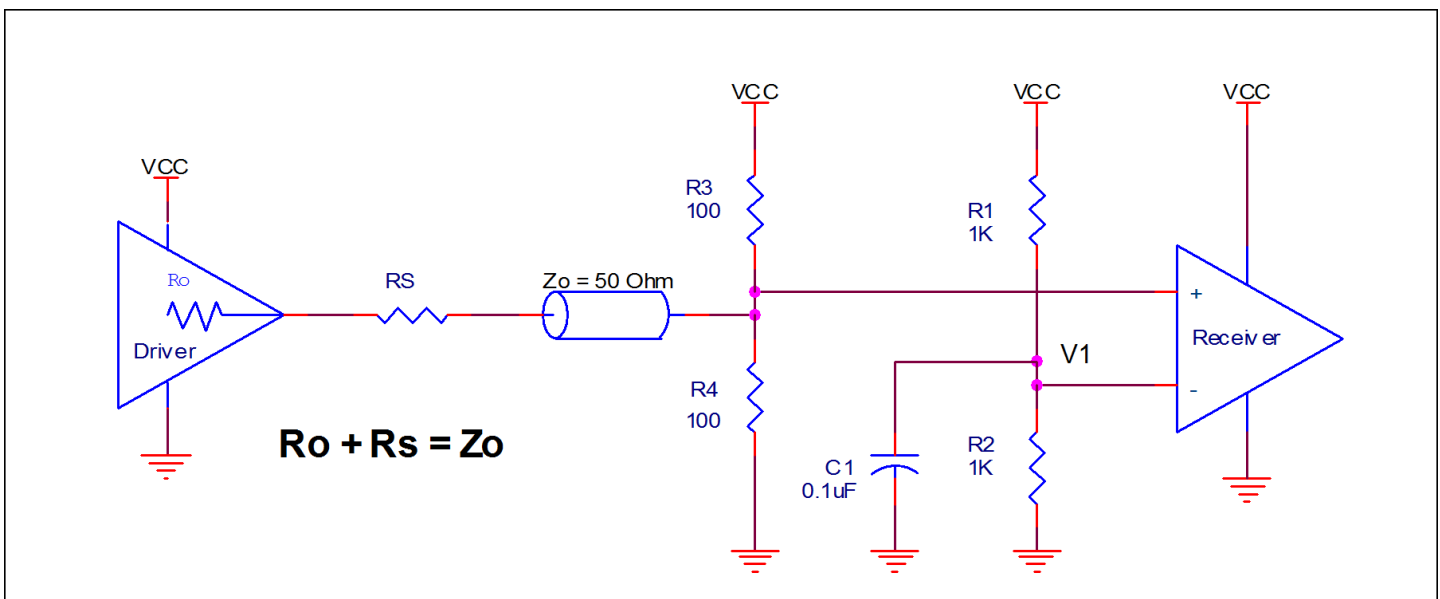 VCC
VCC
VCC
VCC
R3
100
R1
1K
Ro
RS
Zo = 50 Ohm
+
Driver
Receiver
V1
-
R4
100
Ro + Rs = Zo
C1
0.1uF
R2
1K